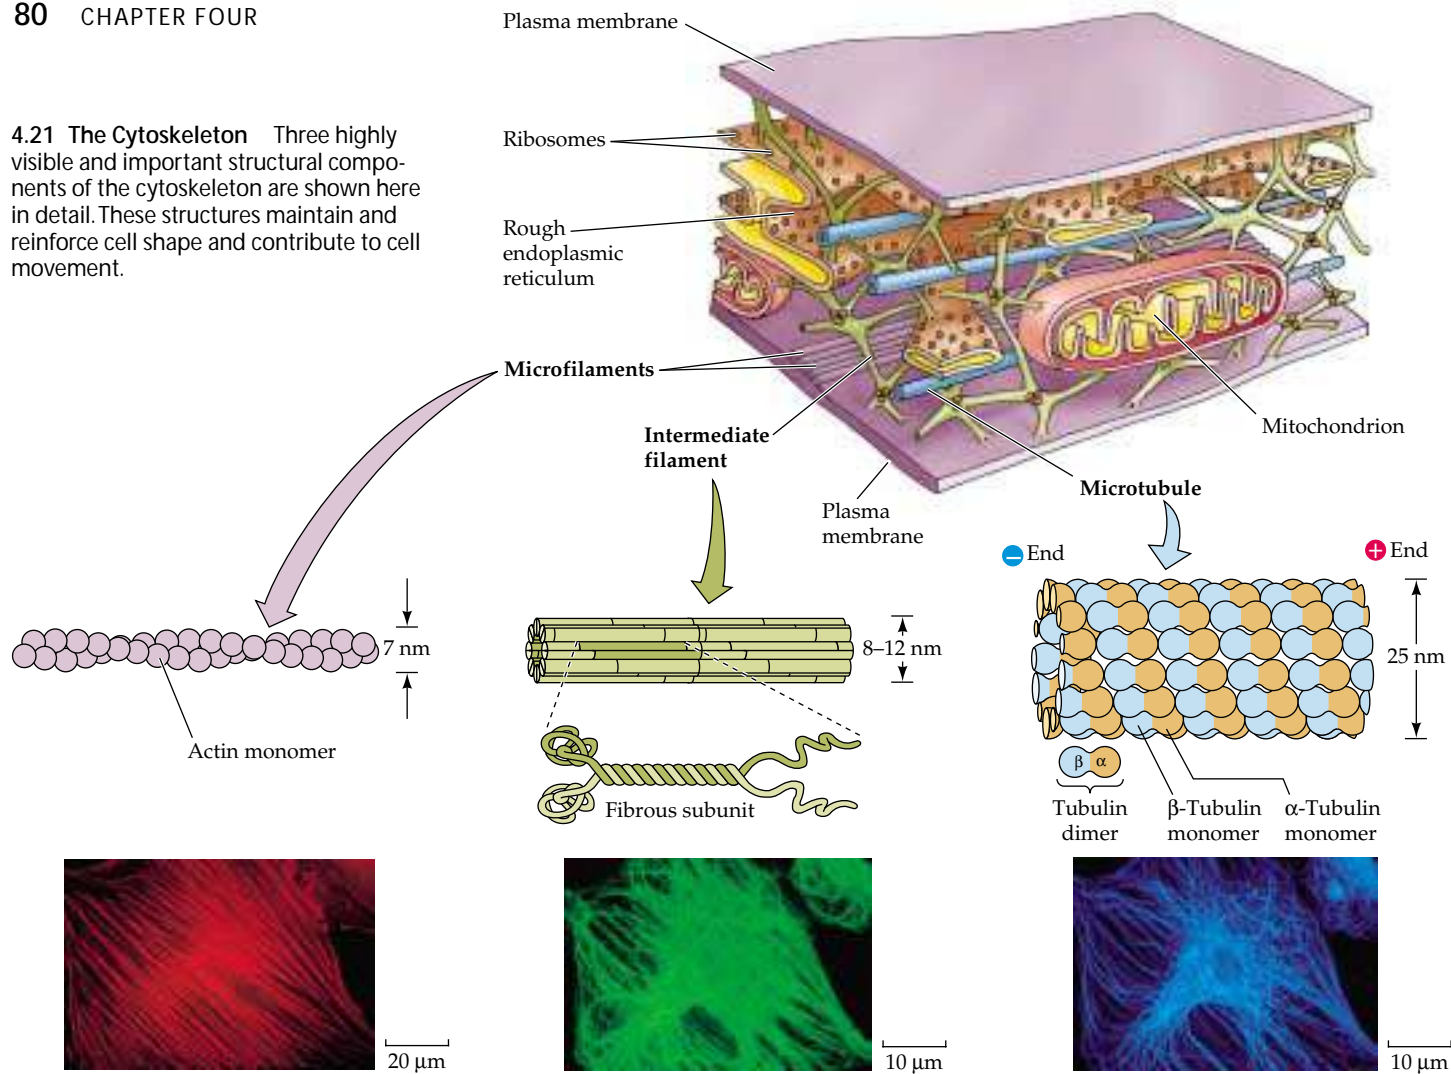 80 CHAPTER FOUR
4.21 The Cytoskeleton Three highly
visible and important structural compo-
nents of the cytoskeleton are shown here
in detail. These structures maintain and
reinforce cell shape and contribute to cell
movement.
Plasma membrane
Ribosomes
Rough
endoplasmic
reticulum
Microfilaments
Intermediate
filament
Plasma
membrane
Mitochondrion
Microtubule
7 nm
Actin monomer
8–12 nm
Fibrous subunit
– End
+ End
25 nm
β α
Tubulin
dimer
β-Tubulin
monomer
α-Tubulin
monomer
20 μm
10 μm
10 μm